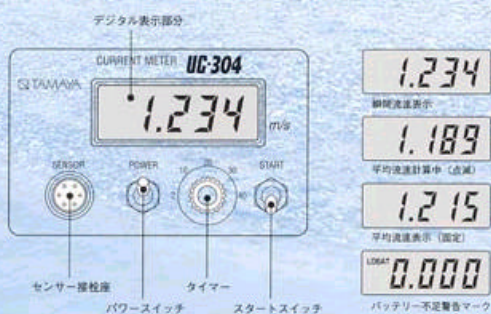 デジタル表示部分
CURRENT METER UC-304
TAMAYA
1.234
m/s
SENSOR POWER START
10 20 30 40
センサー接栓座
パワースイッチ
タイマー
スタートスイッチ
1.234
瞬間流速表示
1.189
平均流速計算中（点滅）
1.215
平均流速表示（固定）
LOBAT 0.000
バッテリー不足警告マーク